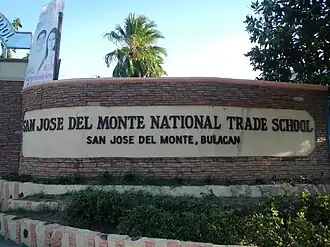 SAN JOSE DEL MONTE NATIONAL TRADE SCHOOL
SAN JOSE DEL MONTE, BULACAN